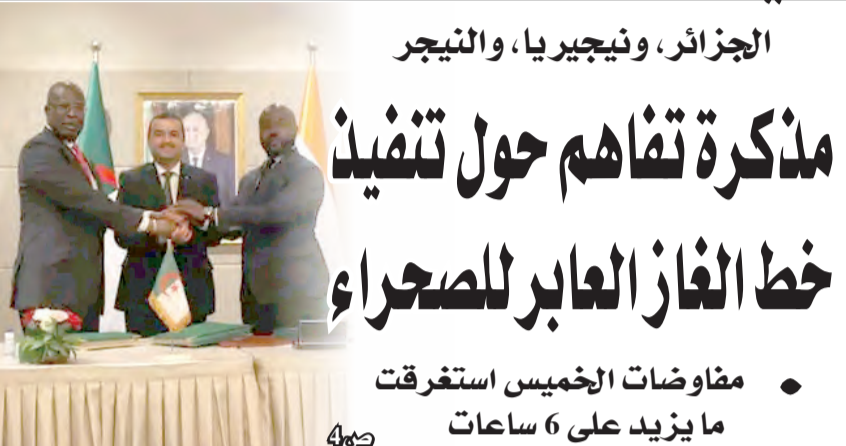 الجزائر، ونيجيريا، والنيجر
مذكرة تفاهم حول تنفيذ
خط الغاز العابر للصحراء
• مفاوضات الخميس استغرقت
ما يزيد على 6 ساعات
ص4